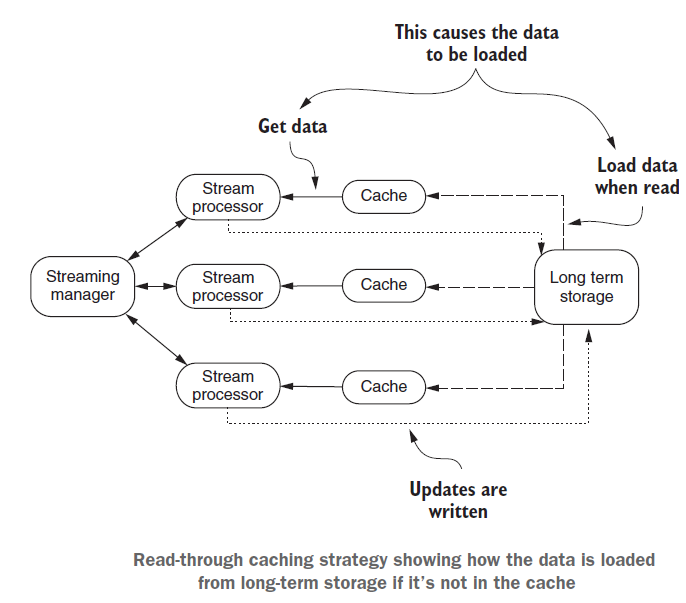 This causes the data
to be loaded
Get data
Load data
when read
Stream
processor
Cache
Streaming
manager
Stream
processor
Cache
Long term
storage
Stream
processor
Cache
Updates are
written
Read-through caching strategy showing how the data is loaded
from long-term storage if it's not in the cache